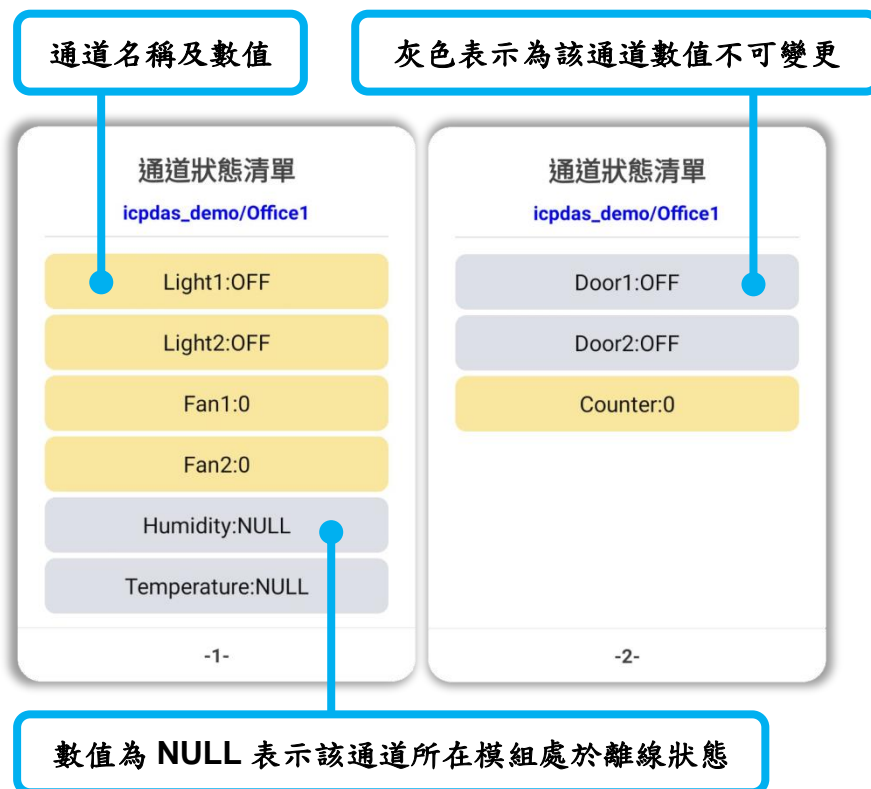 通道名稱及數值
灰色表示為該通道數值不可變更
通道狀態清單
icpdas_demo/Office1
Light1:OFF
Light2:OFF
Fan1:0
Fan2:0
Humidity:NULL
Temperature:NULL
-1-
通道狀態清單
icpdas_demo/Office1
Door1:OFF
Door2:OFF
Counter:0
-2-
數值為 NULL 表示該通道所在模組處於離線狀態